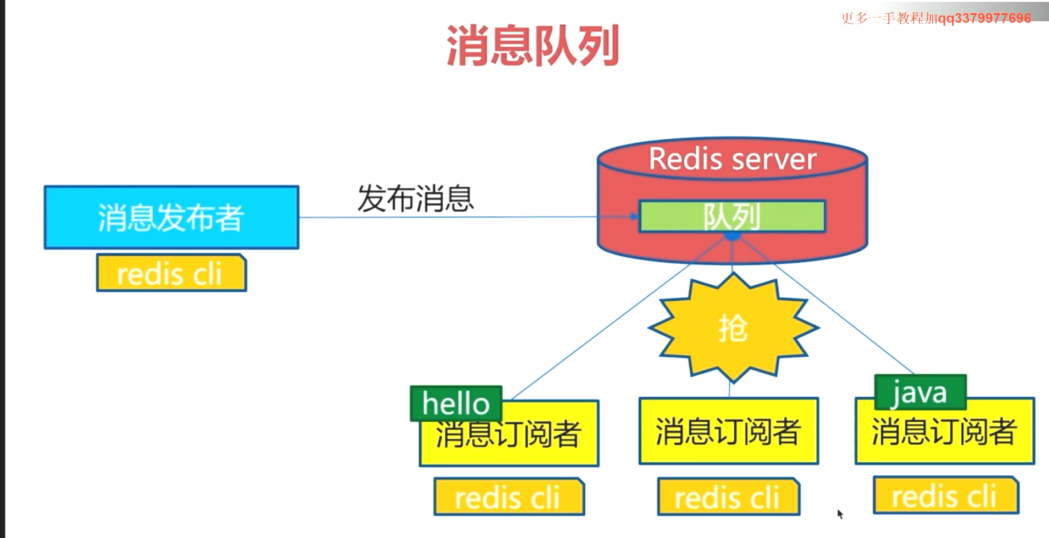 更多一手教程加qq3379977696
消息队列
Redis server
发布消息
队列
消息发布者
redis cli
抢
hello
java
消息订阅者
消息订阅者
消息订阅者
redis cli
redis cli
redis cli